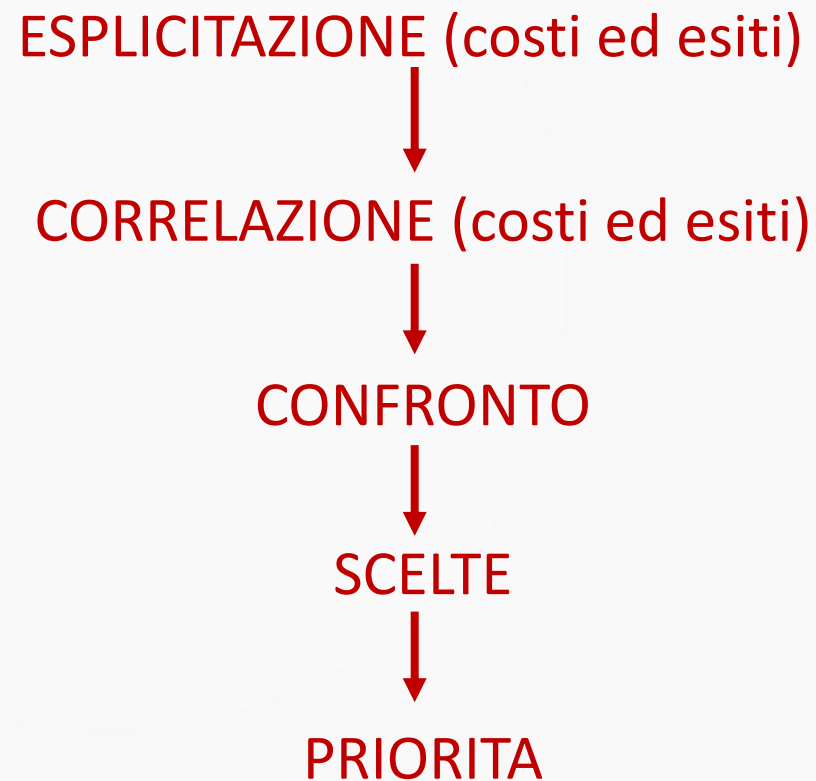 ESPLICITAZIONE (costi ed esiti)
CORRELAZIONE (costi ed esiti)
CONFRONTO
SCELTE
PRIORITA